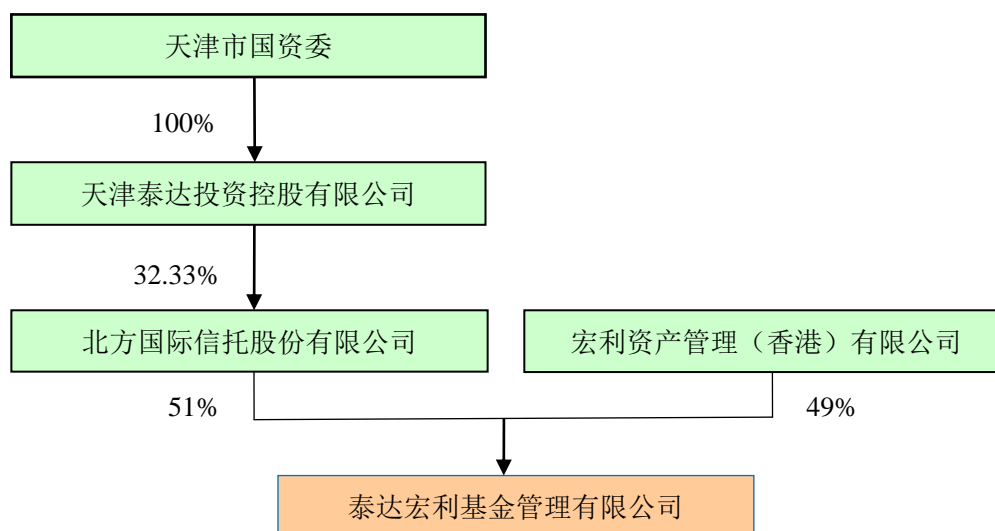 天津市国资委
100%
天津泰达投资控股有限公司
32.33%
北方国际信托股份有限公司
宏利资产管理（香港）有限公司
51%
49%
泰达宏利基金管理有限公司